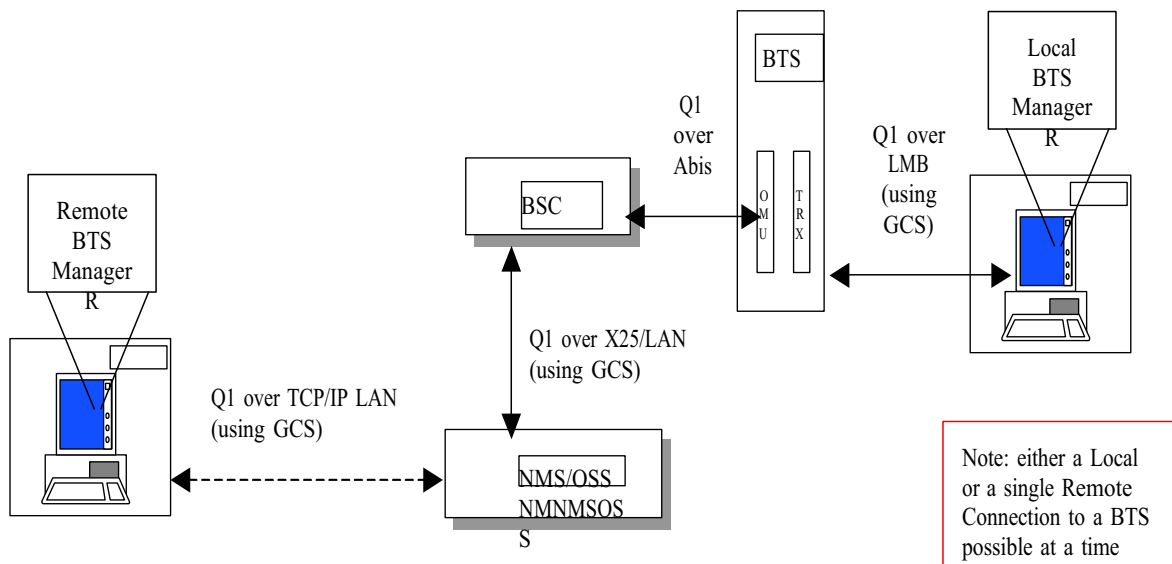 BTS
Local
BTS
Manager
R
Q1
over
Abis
Q1 over
LMB
(using
GCS)
OMU
TRX
BSC
Remote
BTS
Manager
R
Q1 over X25/LAN
(using GCS)
Q1 over TCP/IP LAN
(using GCS)
NMS/OSS
NMNMSOS
S
Note: either a Local
or a single Remote
Connection to a BTS
possible at a time